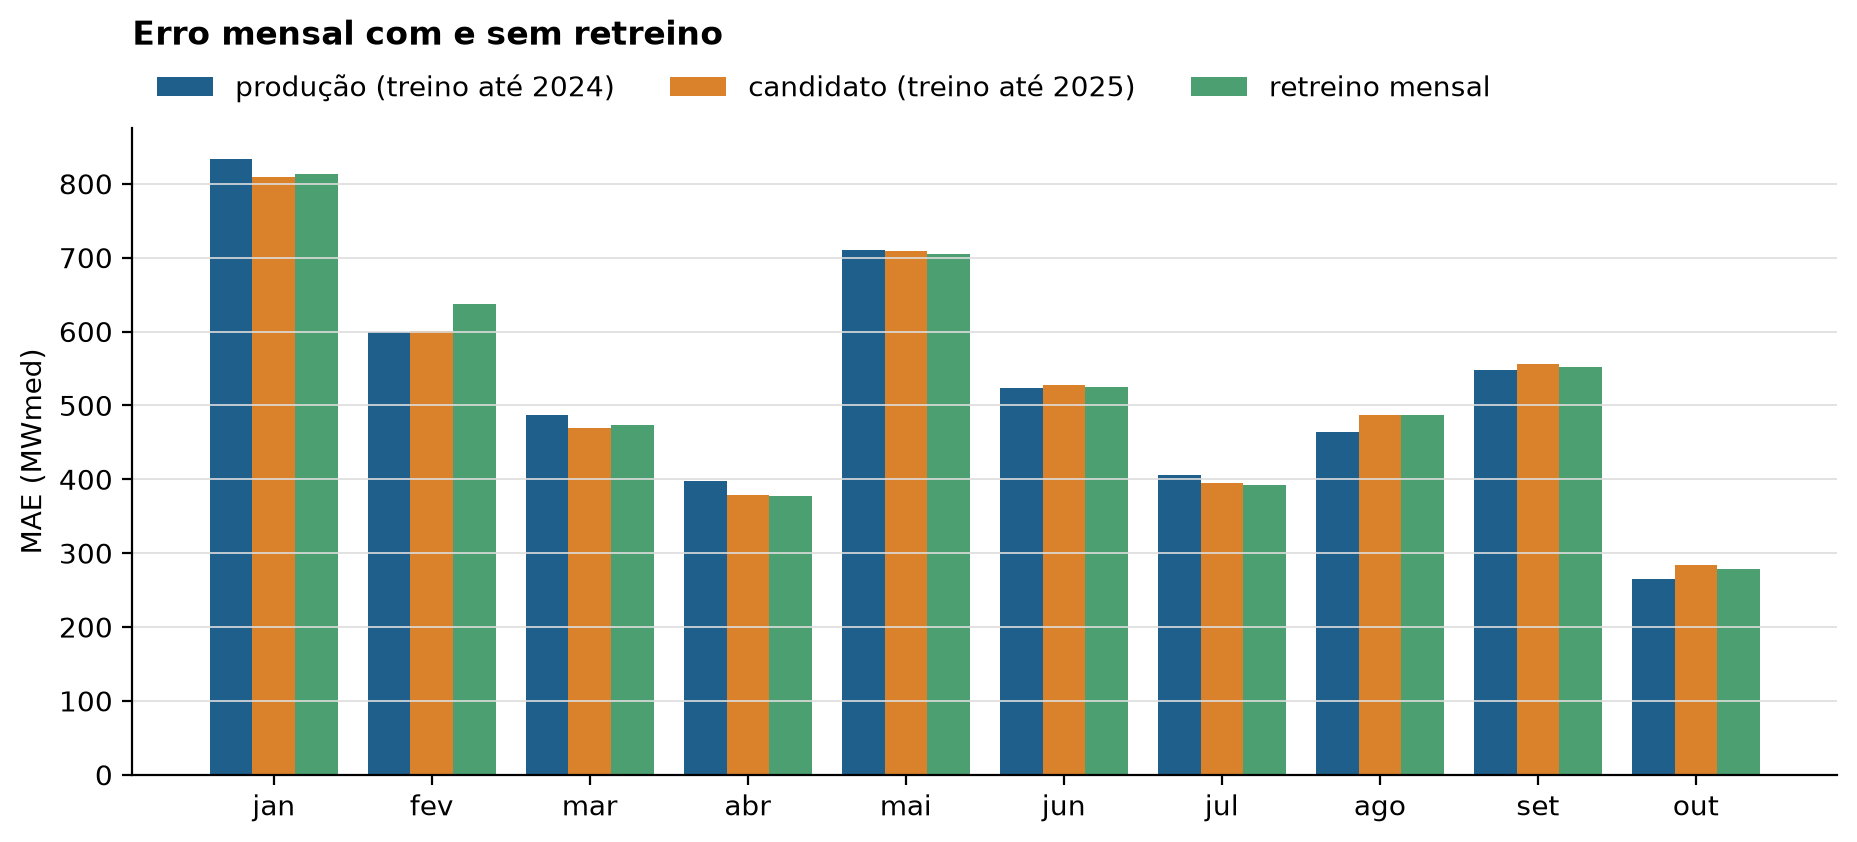 Erro mensal com e sem retreino
produção (treino até 2024) candidato (treino até 2025) retreino mensal
MAE (MWmed)
800
700
600
500
400
300
200
100
0
jan fev mar abr mai jun jul ago set out